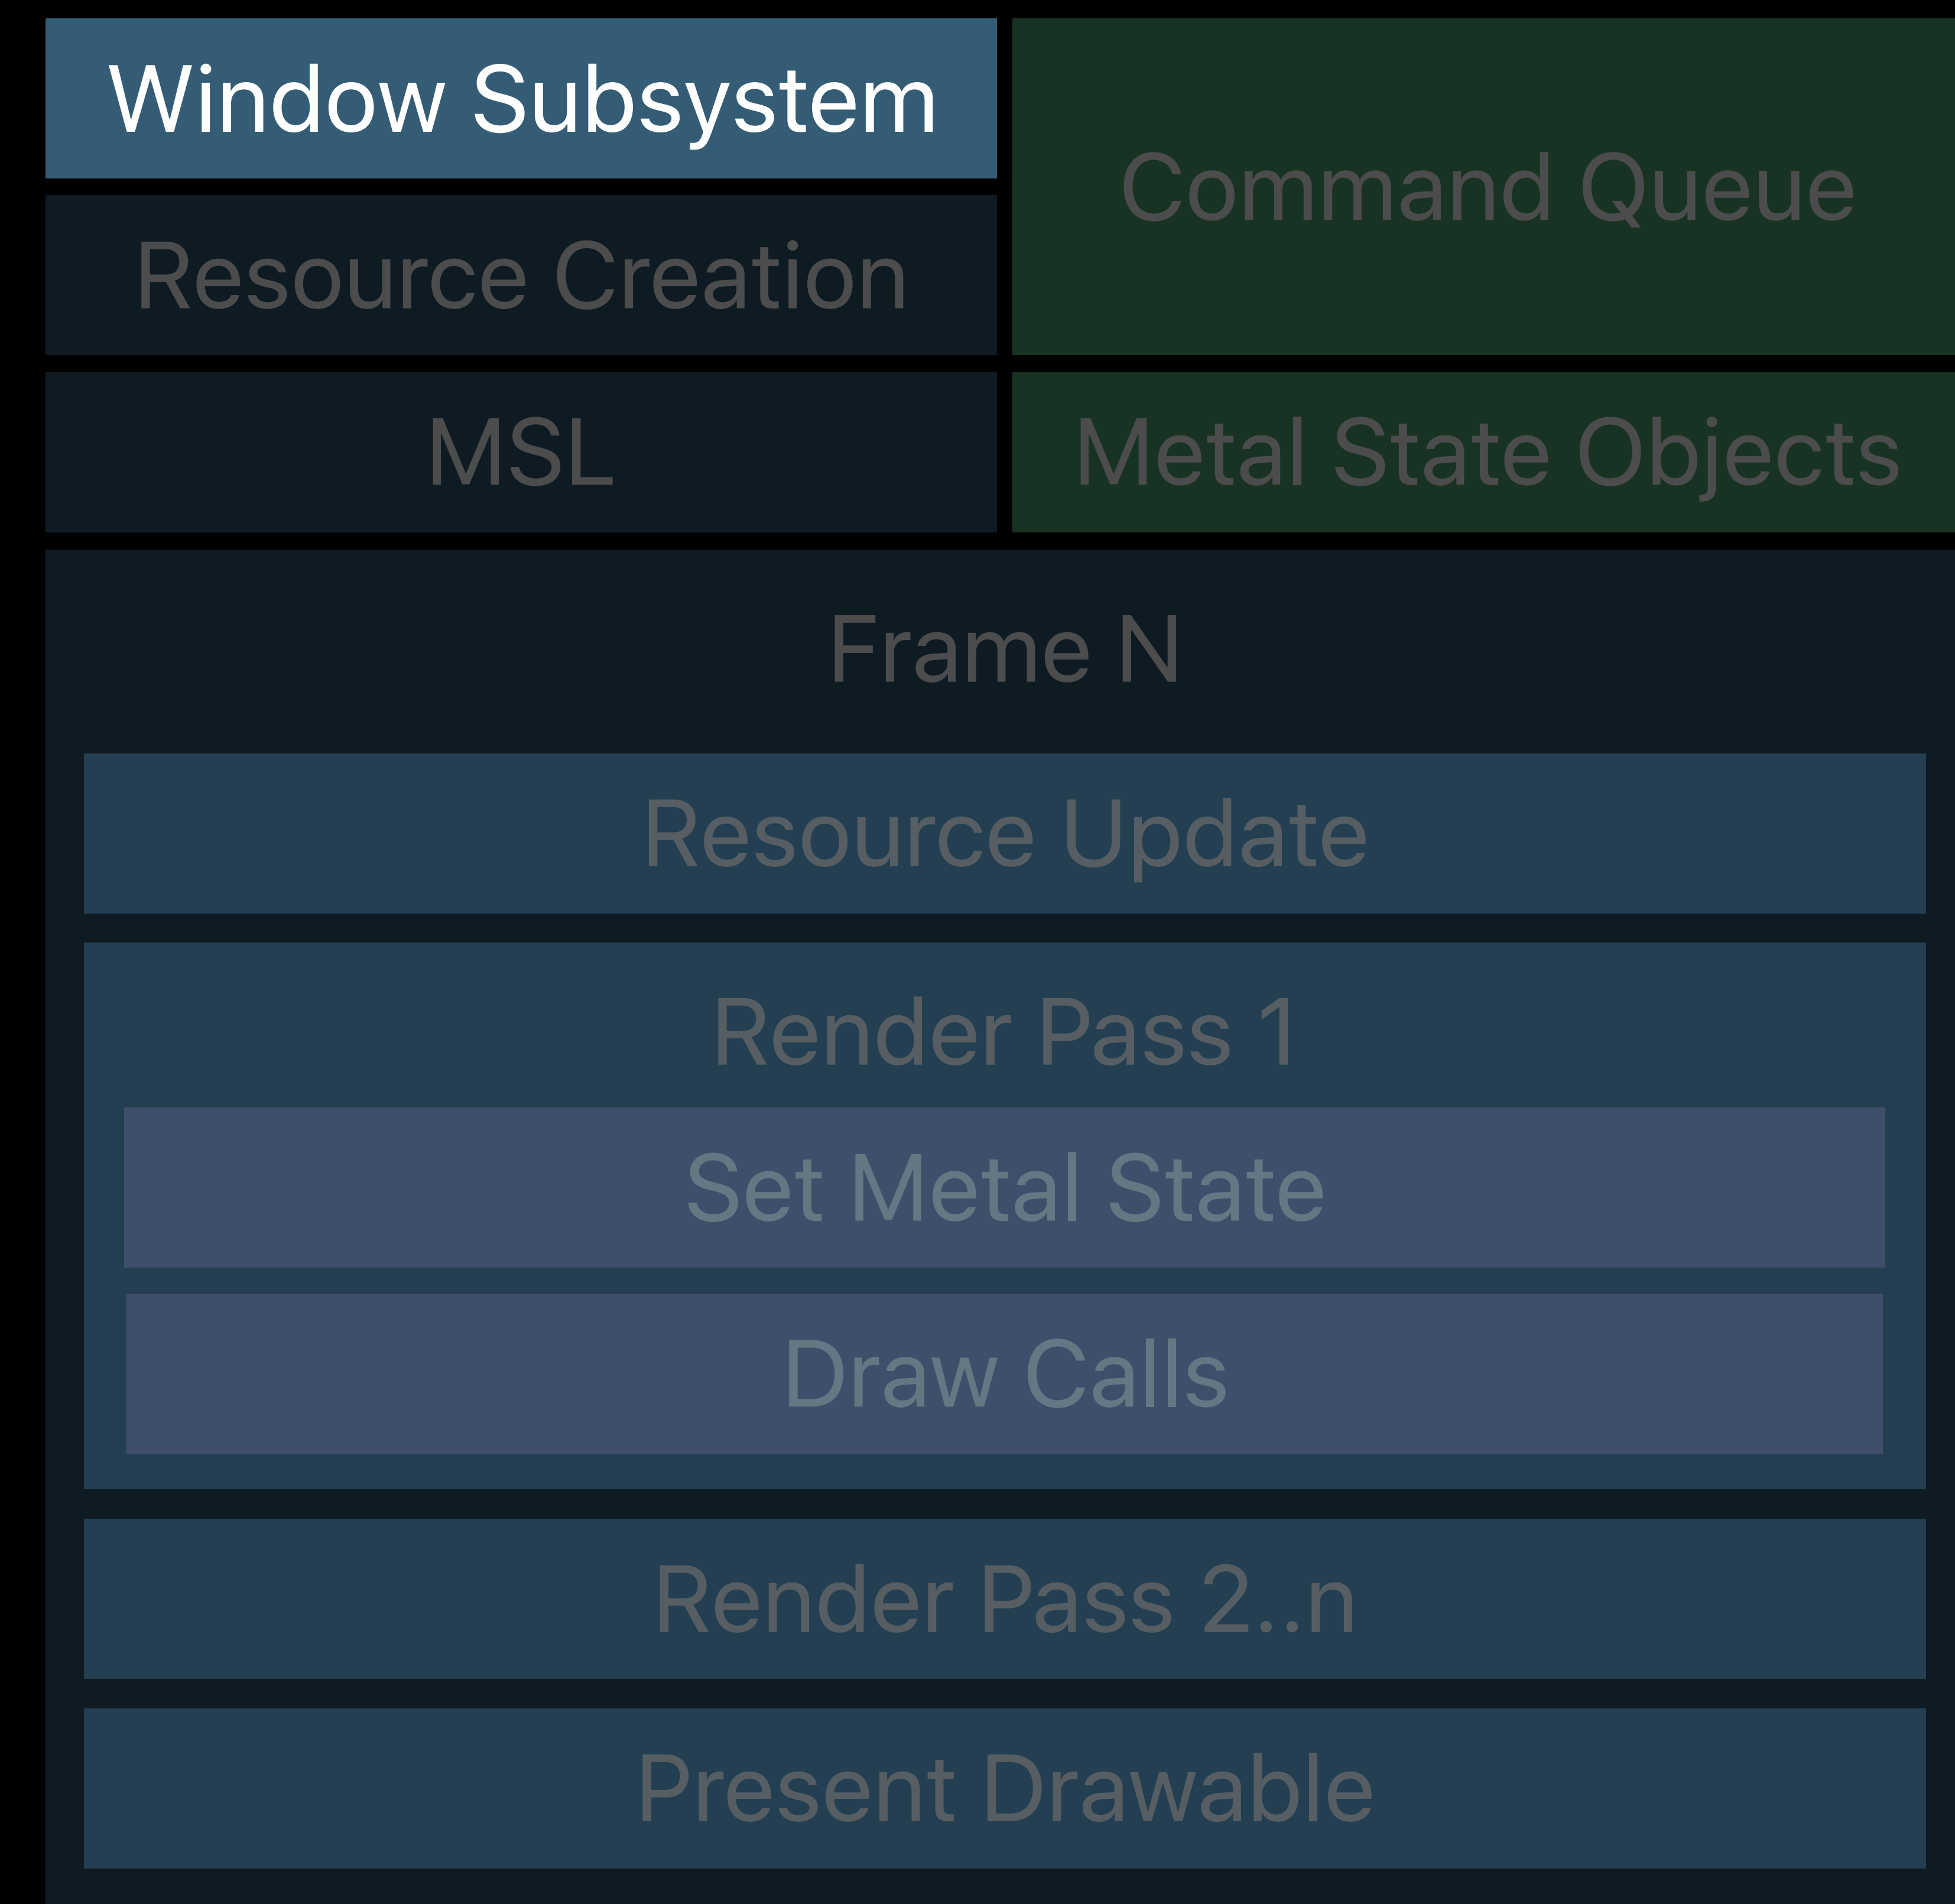 Window Subsystem
Command Queue
Resource Creation
MSL
Metal State Objects
Frame N
Resource Update
Render Pass 1
Set Metal State
Draw Calls
Render Pass 2..n
Present Drawable